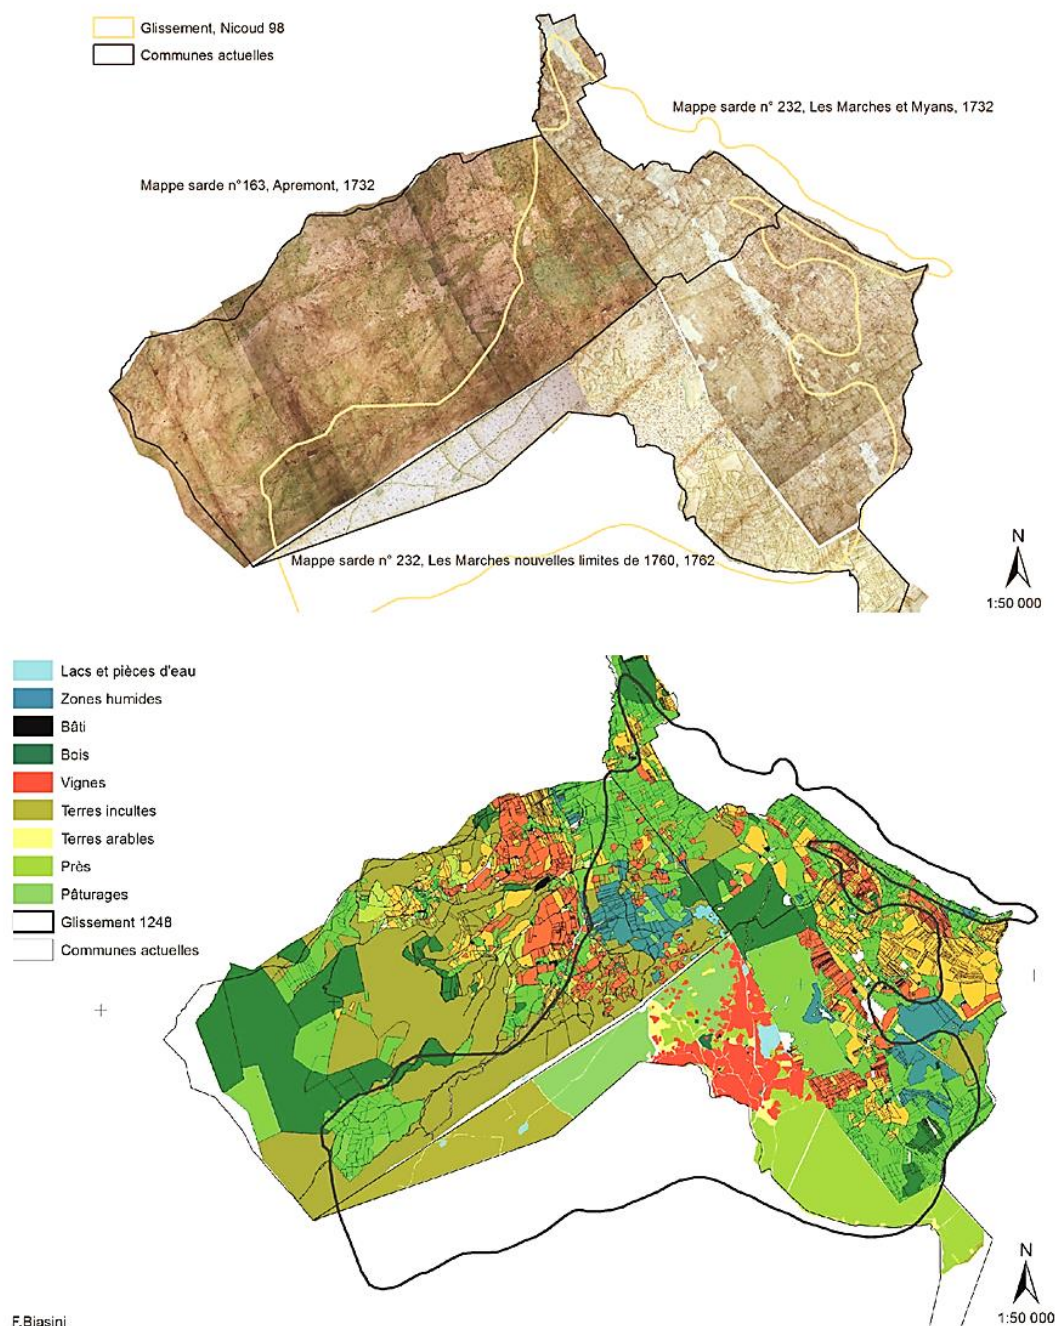 Glissement, Nicoud 98
Communes actuelles
Mappe sarde n° 232, Les Marches et Myans, 1732
Mappe sarde n°163, Apremont, 1732
Mappe sarde n° 232, Les Marches nouvelles limites de 1760, 1762
N
1:50 000
Lacs et pièces d'eau
Zones humides
Bâti
Bois
Vignes
Terres incultes
Terres arables
Près
Pâturages
Glissement 1248
Communes actuelles
N
1:50 000
F.Biasini